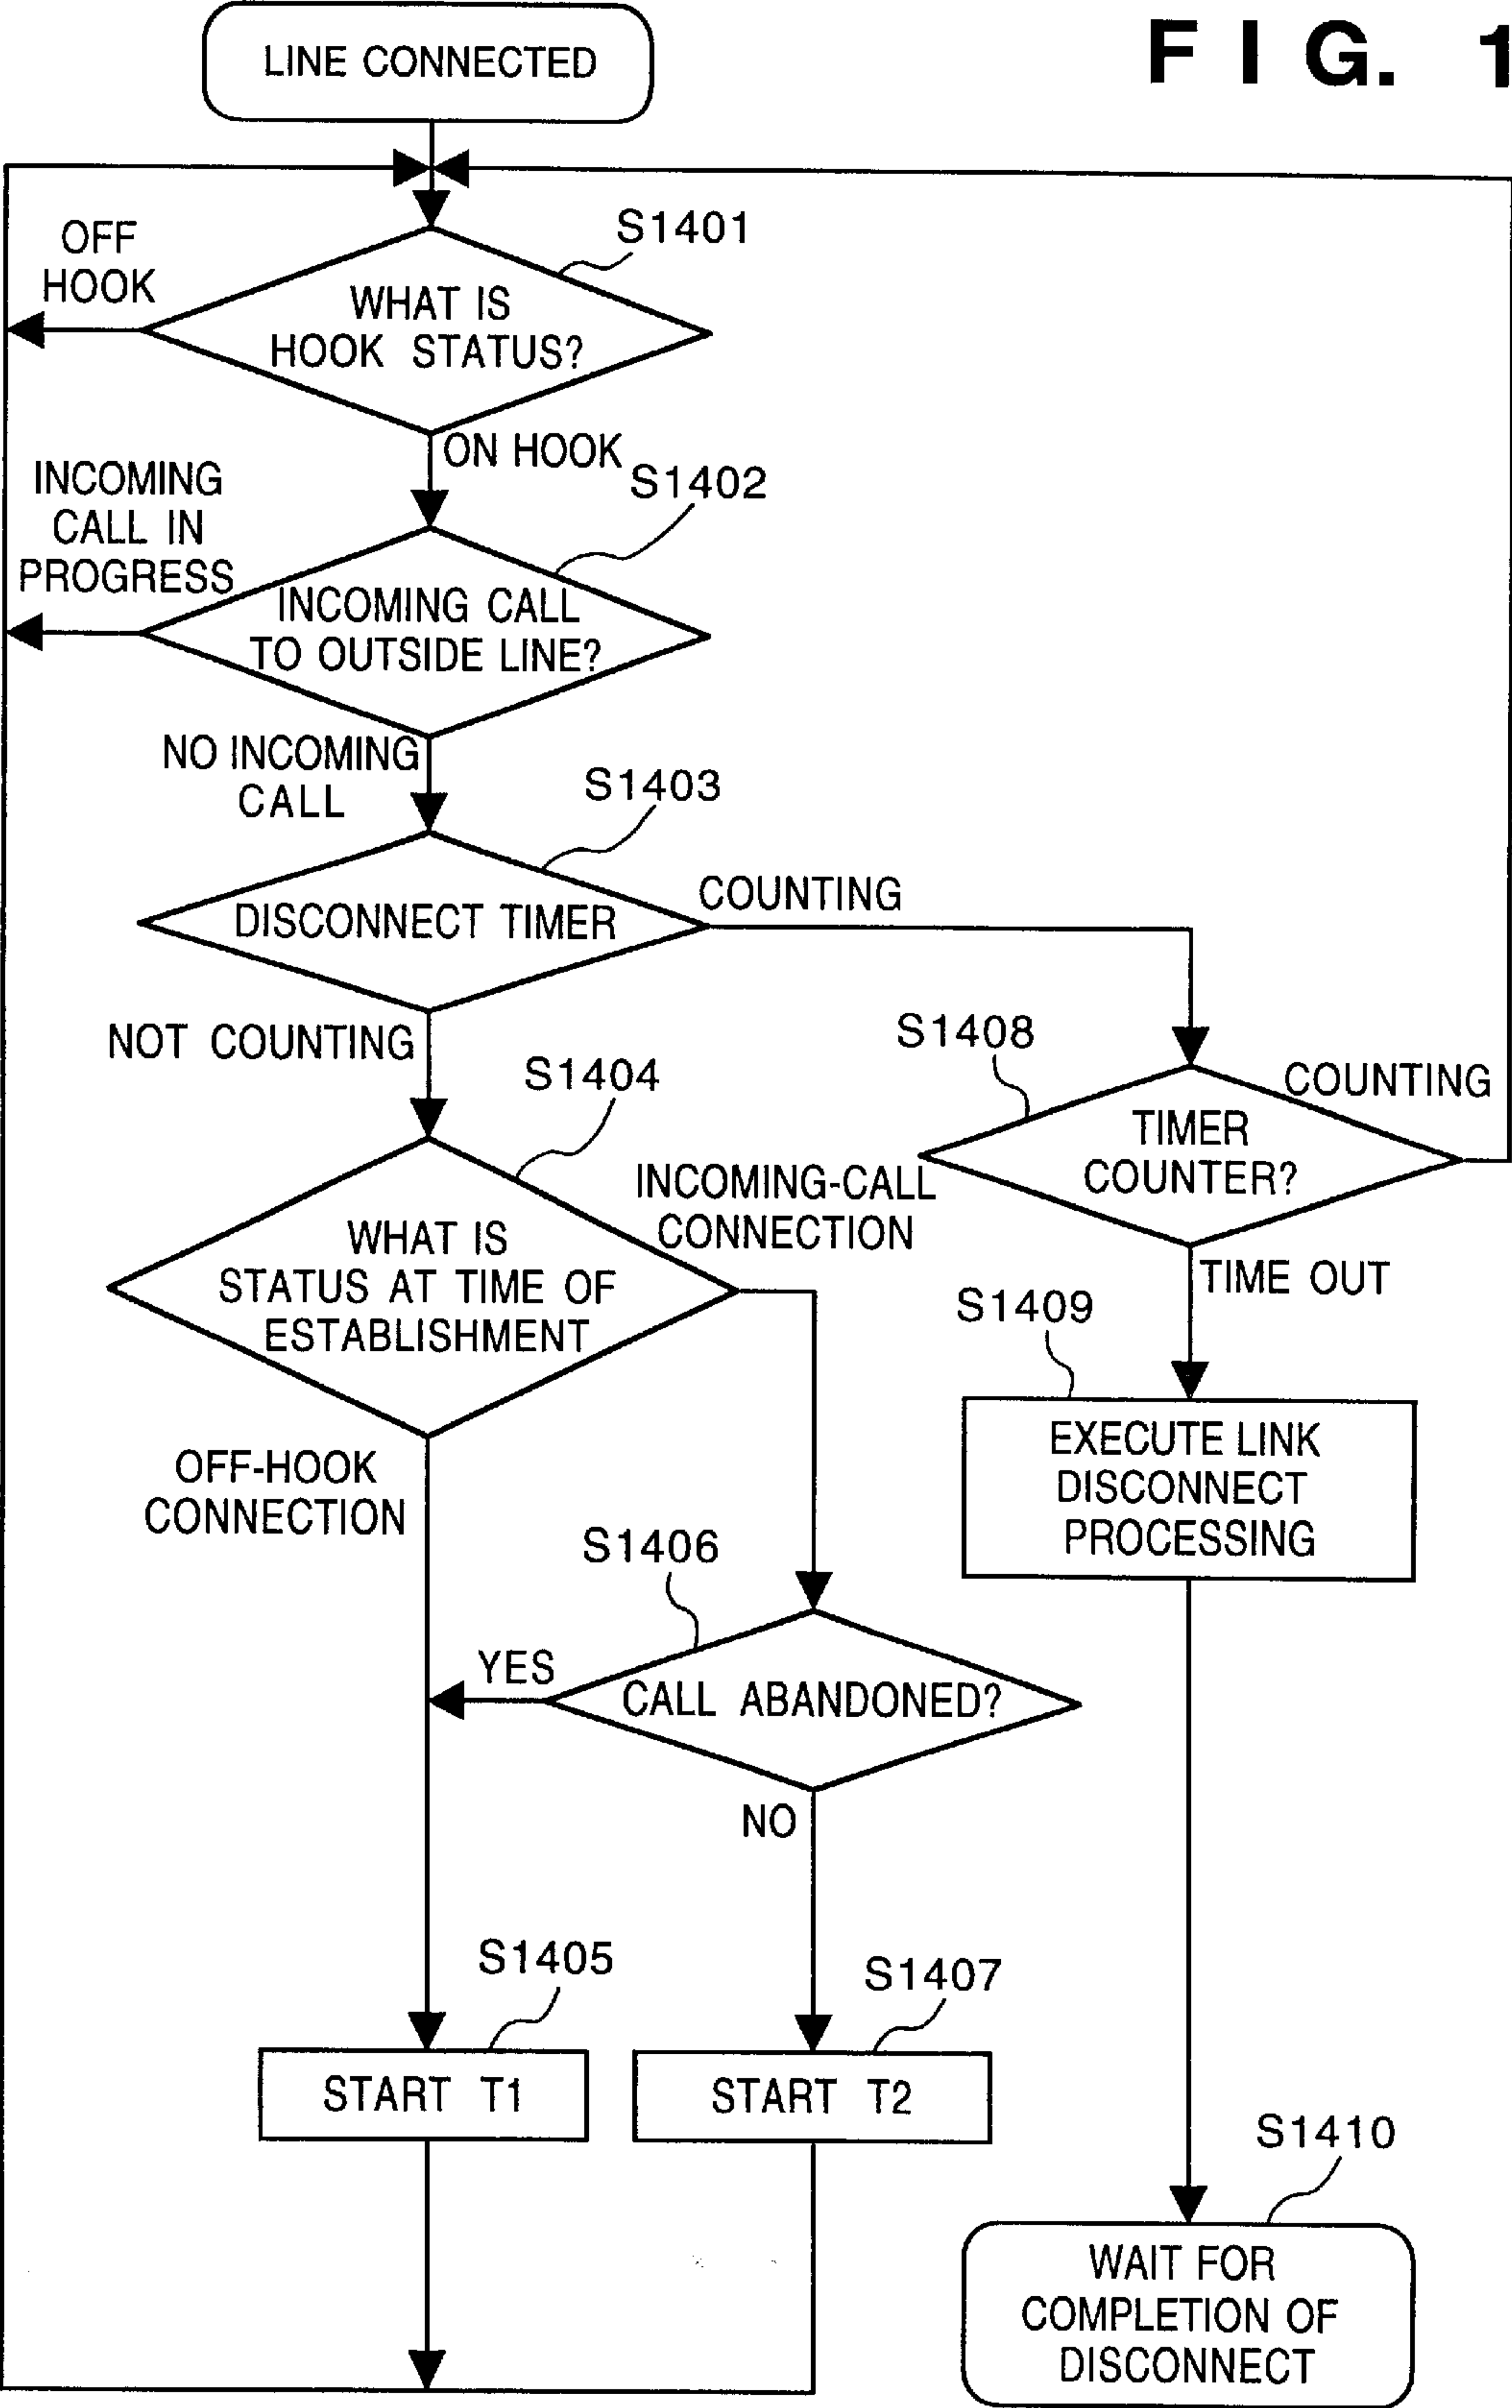 FIG. 1
LINE CONNECTED
OFF
HOOK
S1401
WHAT IS
HOOK STATUS?
ON HOOK
INCOMING
CALL IN
PROGRESS
S1402
INCOMING CALL
TO OUTSIDE LINE?
NO INCOMING
CALL
S1403
DISCONNECT TIMER
COUNTING
NOT COUNTING
S1404
S1408
COUNTING
TIMER
COUNTER?
INCOMING-CALL
CONNECTION
WHAT IS
STATUS AT TIME OF
ESTABLISHMENT
TIME OUT
S1409
EXECUTE LINK
DISCONNECT
PROCESSING
OFF-HOOK
CONNECTION
S1406
YES
CALL ABANDONED?
NO
S1405
START T1
S1407
START T2
S1410
WAIT FOR
COMPLETION OF
DISCONNECT